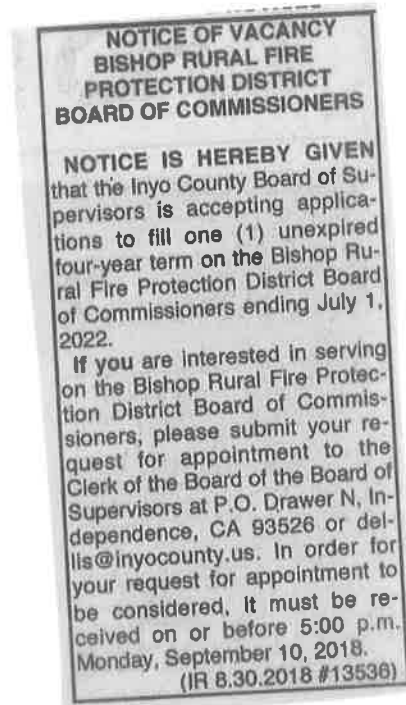 NOTICE OF VACANCY
BISHOP RURAL FIRE
PROTECTION DISTRICT
BOARD OF COMMISSIONERS
NOTICE IS HEREBY GIVEN
that the Inyo County Board of Su-
pervisors is accepting applica-
tions to fill one (1) unexpired
four-year term on the Bishop Ru-
ral Fire Protection District Board
of Commissioners ending July 1,
2022.
If you are interested in serving
on the Bishop Rural Fire Protec-
tion District Board of Commis-
sioners, please submit your re-
quest for appointment to the
Clerk of the Board of the Board of
Supervisors at P.O. Drawer N, In-
dependence, CA 93526 or del-
lis@inyocounty.us. In order for
your request for appointment to
be considered, it must be re-
ceived on or before 5:00 p.m.
Monday, September 10, 2018.
(IR 8.30.2018 #13536)